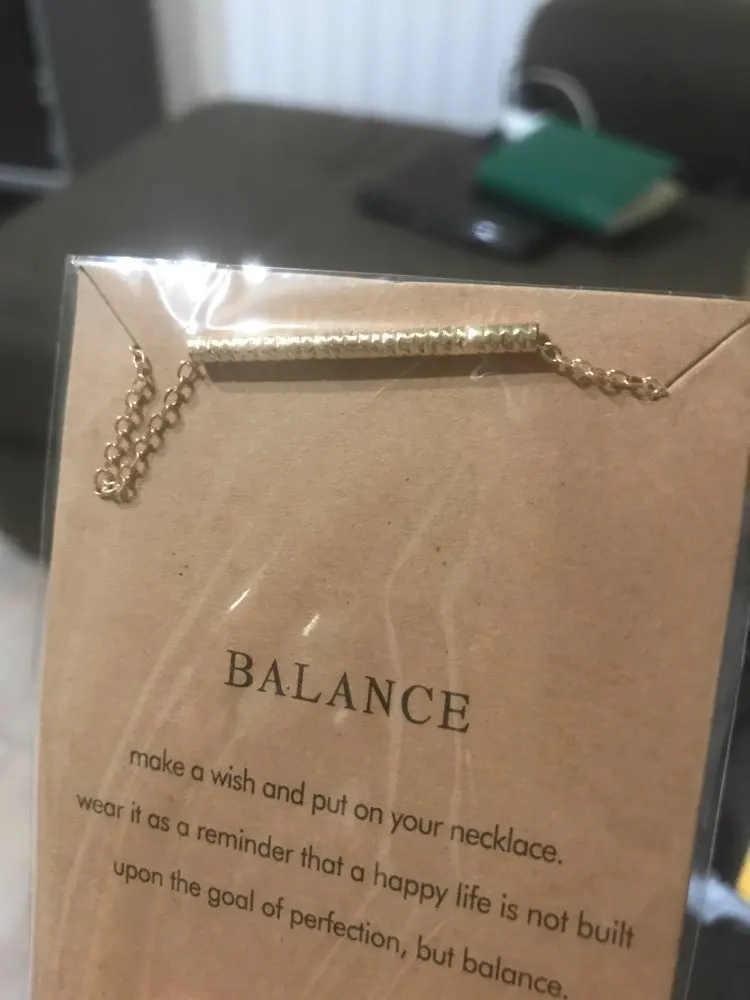 BALANCE
make a wish and put on your necklace.
wear it as a reminder that a happy life is not built
upon the goal of perfection, but balance.